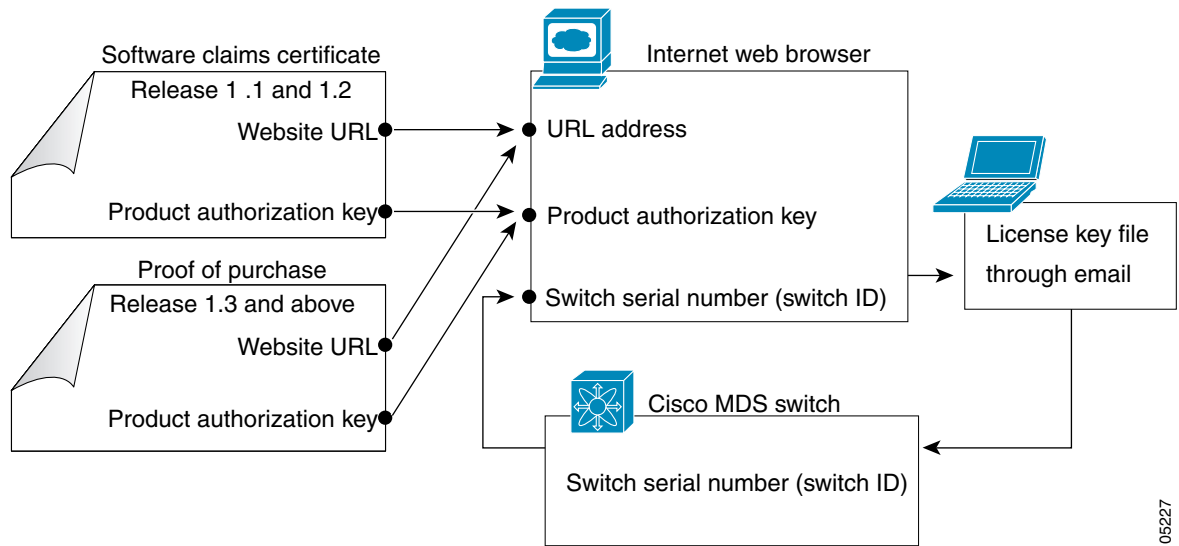 Software claims certificate
Release 1 .1 and 1.2
Website URL
Product authorization key
Proof of purchase
Release 1.3 and above
Website URL
Product authorization key
Internet web browser
URL address
Product authorization key
Switch serial number (switch ID)
License key file
through email
Cisco MDS switch
Switch serial number (switch ID)
05227